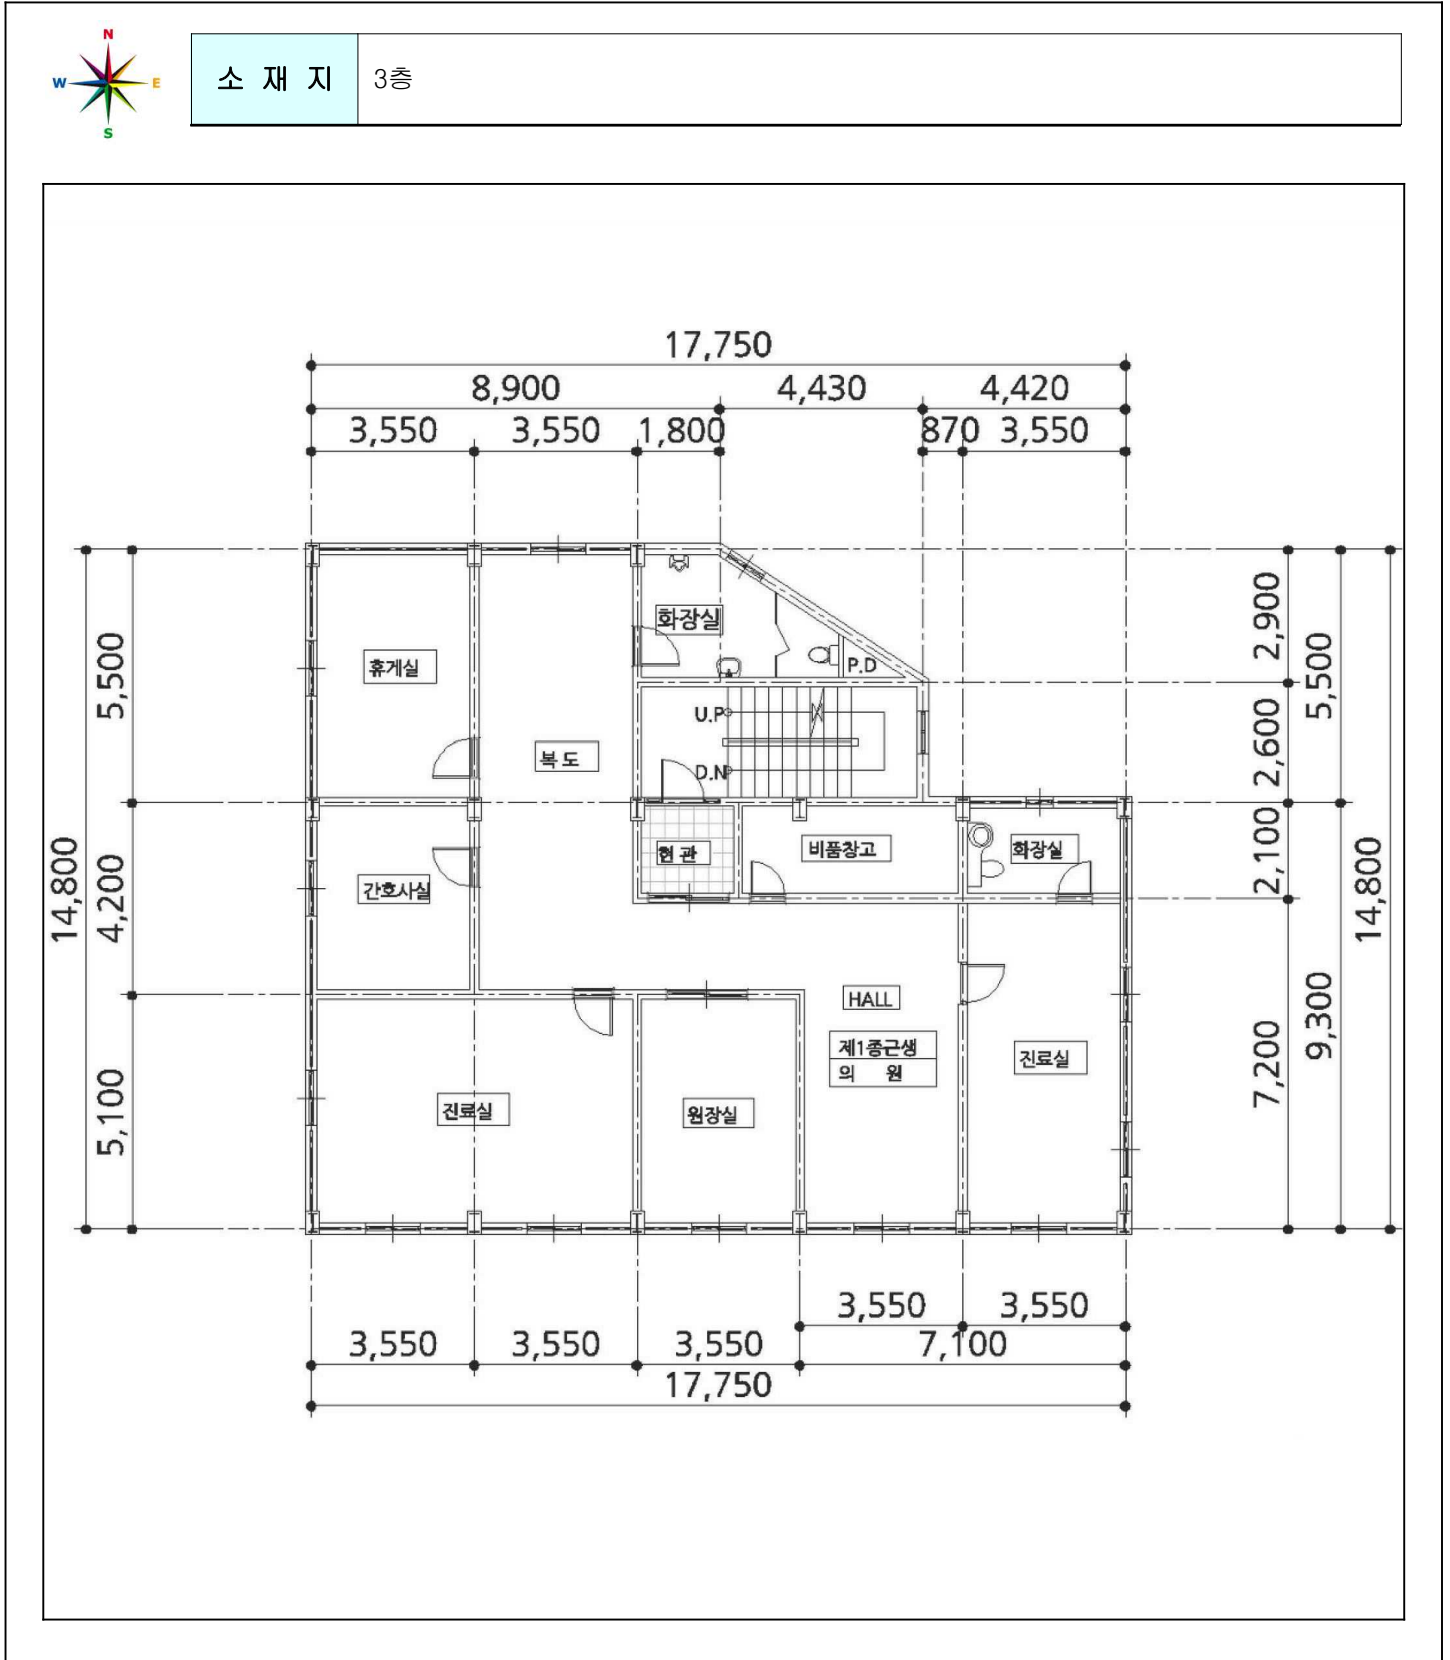 N
W E
S
소 재 지 3층
17,750
8,900 4,430 4,420
3,550 3,550 1,800 870 3,550
화장실
휴게실
P.D
U.P
복 도
D.N
현 관
비품창고
화장실
간호사실
HALL
제1종근생
의 원
진료실
진료실
원장실
5,500
4,200
5,100
14,800
2,900
2,600
2,100
7,200
5,500
9,300
14,800
3,550 3,550
3,550 3,550 3,550 7,100
17,750